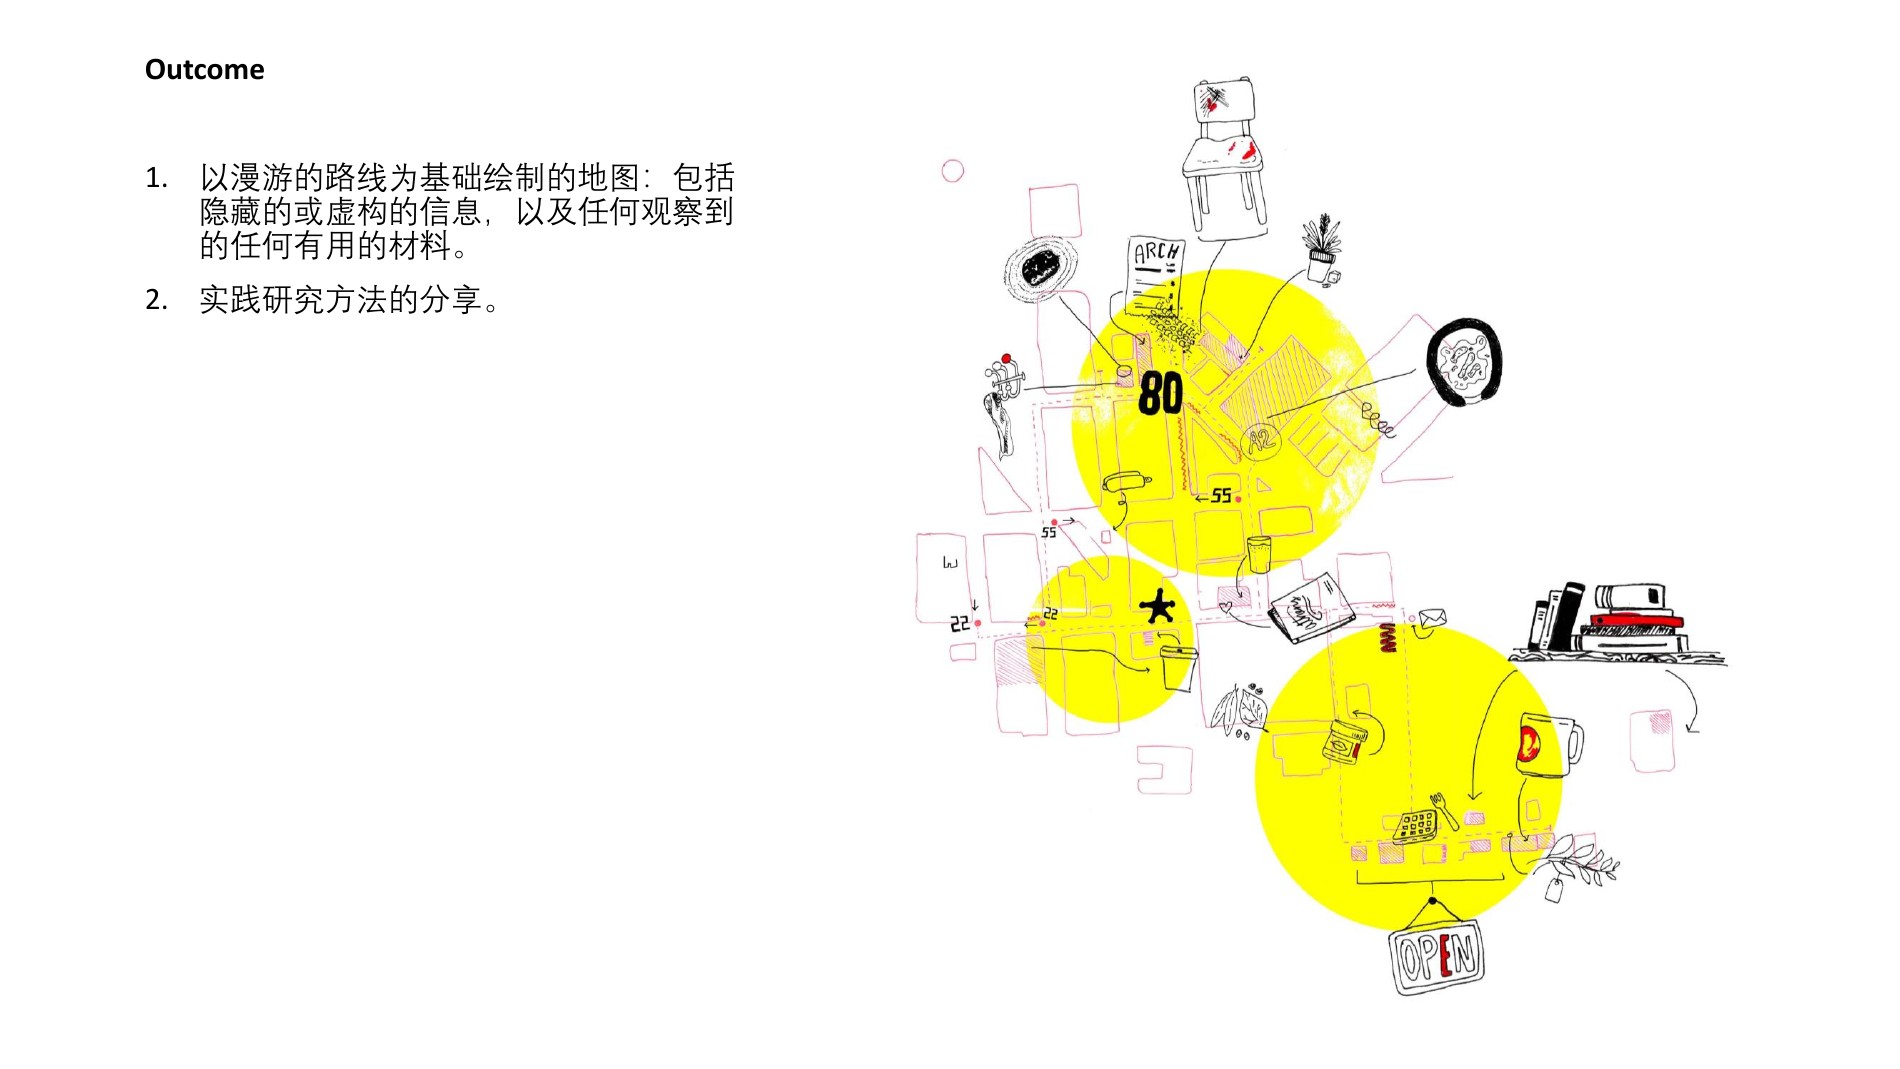 Outcome
1. 以漫游的路线为基础绘制的地图：包括
隐藏的或虚构的信息，以及任何观察到
的任何有用的材料。
2. 实践研究方法的分享。
ARCH
80
A2
←55
55
22
22
OPEN